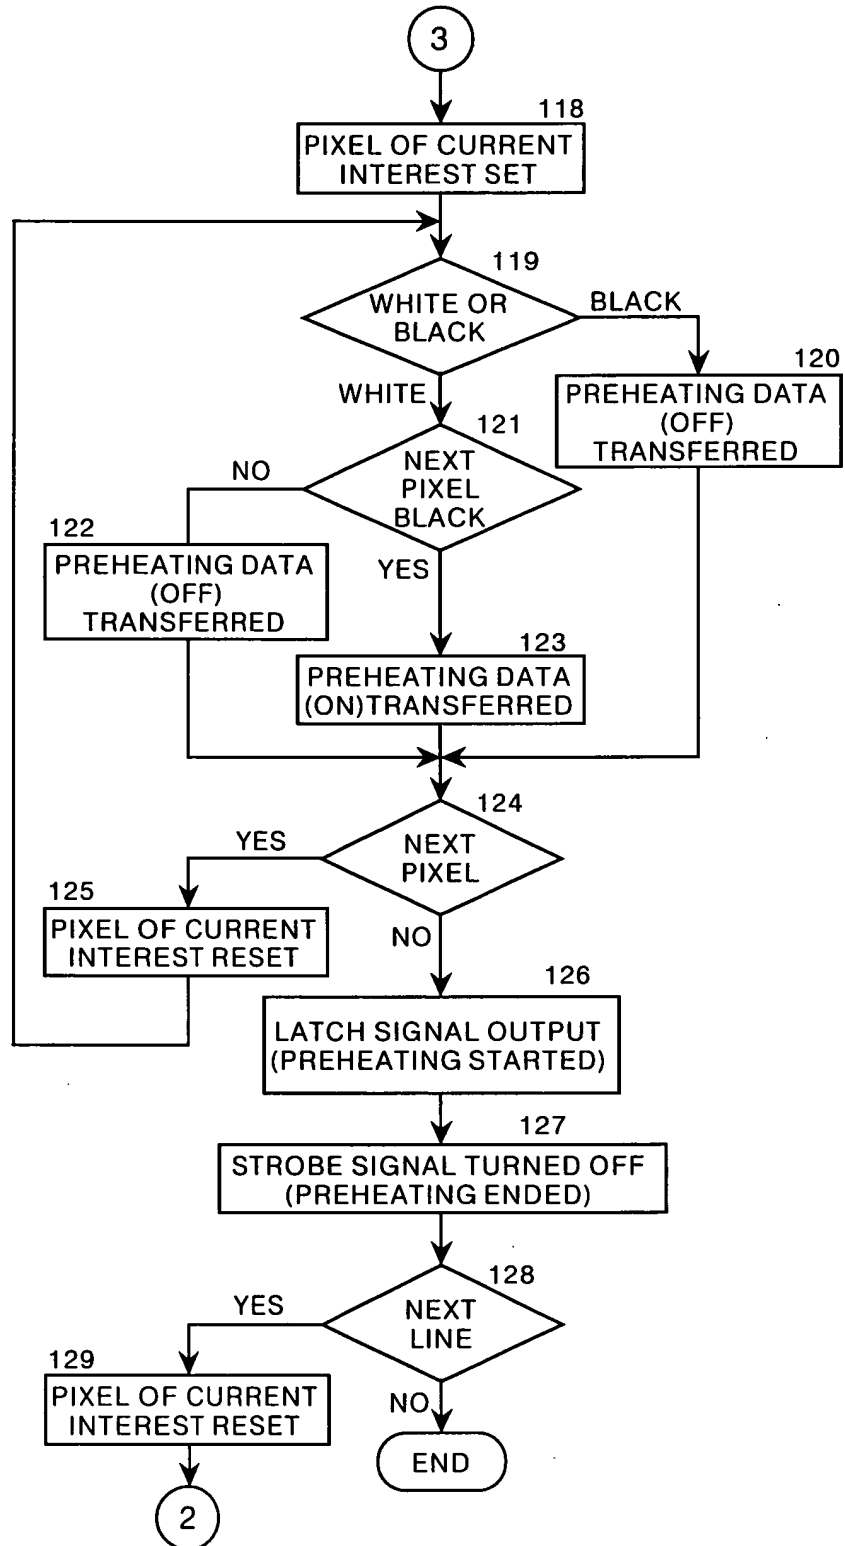 3
118
PIXEL OF CURRENT
INTEREST SET
119
WHITE OR
BLACK
BLACK
120
PREHEATING DATA
(OFF)
TRANSFERRED
WHITE
121
NEXT
PIXEL
BLACK
NO
122
PREHEATING DATA
(OFF)
TRANSFERRED
YES
123
PREHEATING DATA
(ON)TRANSFERRED
124
NEXT
PIXEL
YES
125
PIXEL OF CURRENT
INTEREST RESET
NO
126
LATCH SIGNAL OUTPUT
(PREHEATING STARTED)
127
STROBE SIGNAL TURNED OFF
(PREHEATING ENDED)
128
NEXT
LINE
YES
129
PIXEL OF CURRENT
INTEREST RESET
NO
END
2